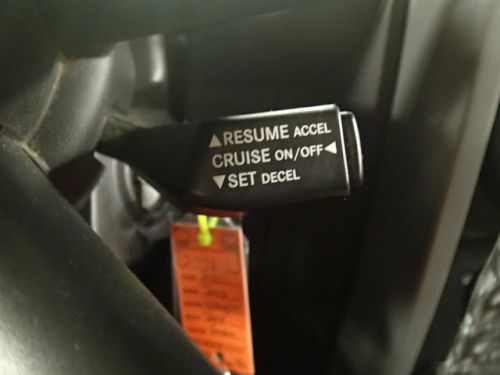 ▲RESUME ACCEL
CRUISE ON/OFF◀
▼SET DECEL